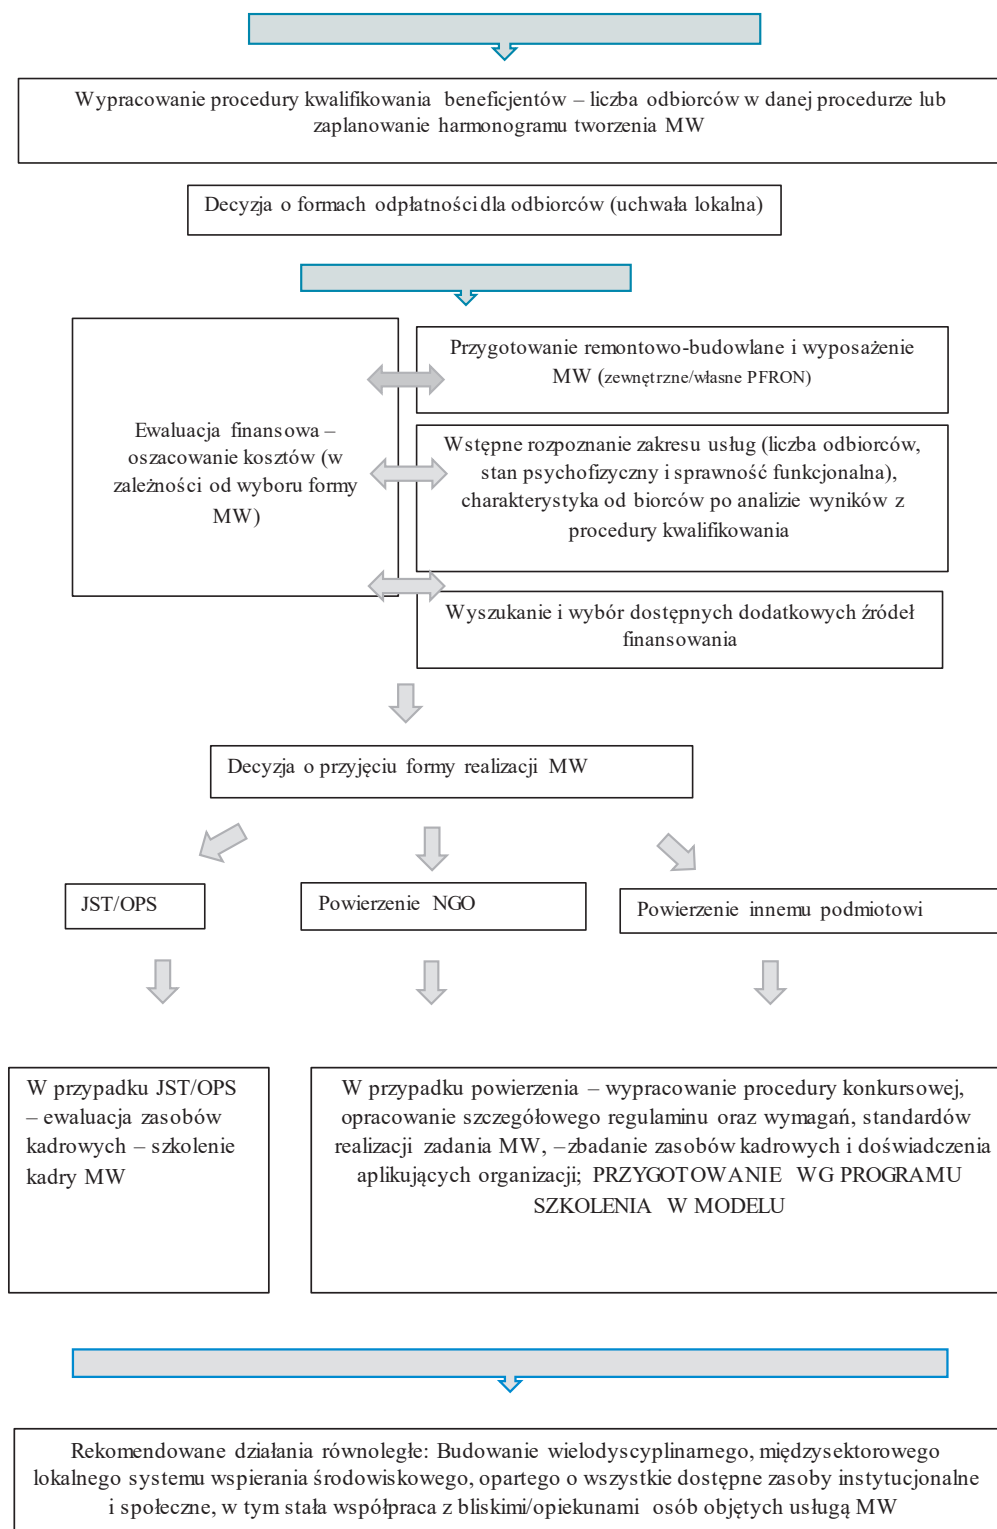 Wypracowanie procedury kwalifikowania beneficjentów – liczba odbiorców w danej procedurze lub
zaplanowanie harmonogramu tworzenia MW
Decyzja o formach odpłatności dla odbiorców (uchwała lokalna)
Ewaluacja finansowa –
oszacowanie kosztów (w
zależności od wyboru formy
MW)
Przygotowanie remontowo-budowlane i wyposażenie
MW (zewnętrzne/własne PFRON)
Wstępne rozpoznanie zakresu usług (liczba odbiorców,
stan psychofizyczny i sprawność funkcjonalna),
charakterystyka od biorców po analizie wyników z
procedury kwalifikowania
Wyszukanie i wybór dostępnych dodatkowych źródeł
finansowania
Decyzja o przyjęciu formy realizacji MW
JST/OPS
Powierzenie NGO
Powierzenie innemu podmiotowi
W przypadku JST/OPS
– ewaluacja zasobów
kadrowych – szkolenie
kadry MW
W przypadku powierzenia – wypracowanie procedury konkursowej,
opracowanie szczegółowego regulaminu oraz wymagań, standardów
realizacji zadania MW, – zbadanie zasobów kadrowych i doświadczenia
aplikujących organizacji; PRZYGOTOWANIE WG PROGRAMU
SZKOLENIA W MODELU
Rekomendowane działania równoległe: Budowanie wielodyscyplinarnego, międzysektorowego
lokalnego systemu wspierania środowiskowego, opartego o wszystkie dostępne zasoby instytucjonalne
i społeczne, w tym stała współpraca z bliskimi/opiekunami osób objętych usługą MW